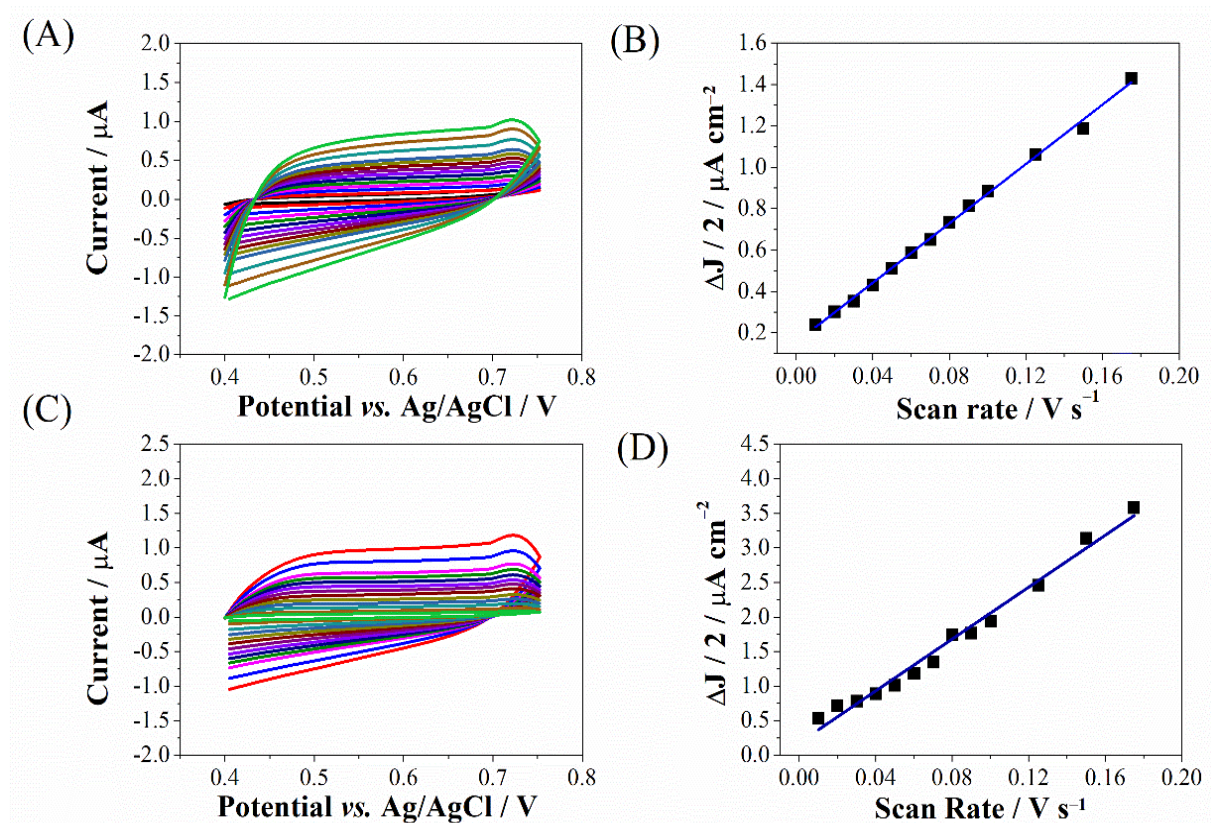 (A)
2.0
1.5
1.0
0.5
0.0
-0.5
-1.0
-1.5
-2.0
Current / μA
0.4 0.5 0.6 0.7 0.8
Potential vs. Ag/AgCl / V
(B)
1.6
1.4
1.2
1.0
0.8
0.6
0.4
0.2
ΔJ / 2 / μA cm⁻²
0.00 0.04 0.08 0.12 0.16 0.20
Scan rate / V s⁻¹
(C)
2.5
2.0
1.5
1.0
0.5
0.0
-0.5
-1.0
-1.5
-2.0
Current / μA
0.4 0.5 0.6 0.7 0.8
Potential vs. Ag/AgCl / V
(D)
4.5
4.0
3.5
3.0
2.5
2.0
1.5
1.0
0.5
0.0
ΔJ / 2 / μA cm⁻²
0.00 0.04 0.08 0.12 0.16 0.20
Scan Rate / V s⁻¹